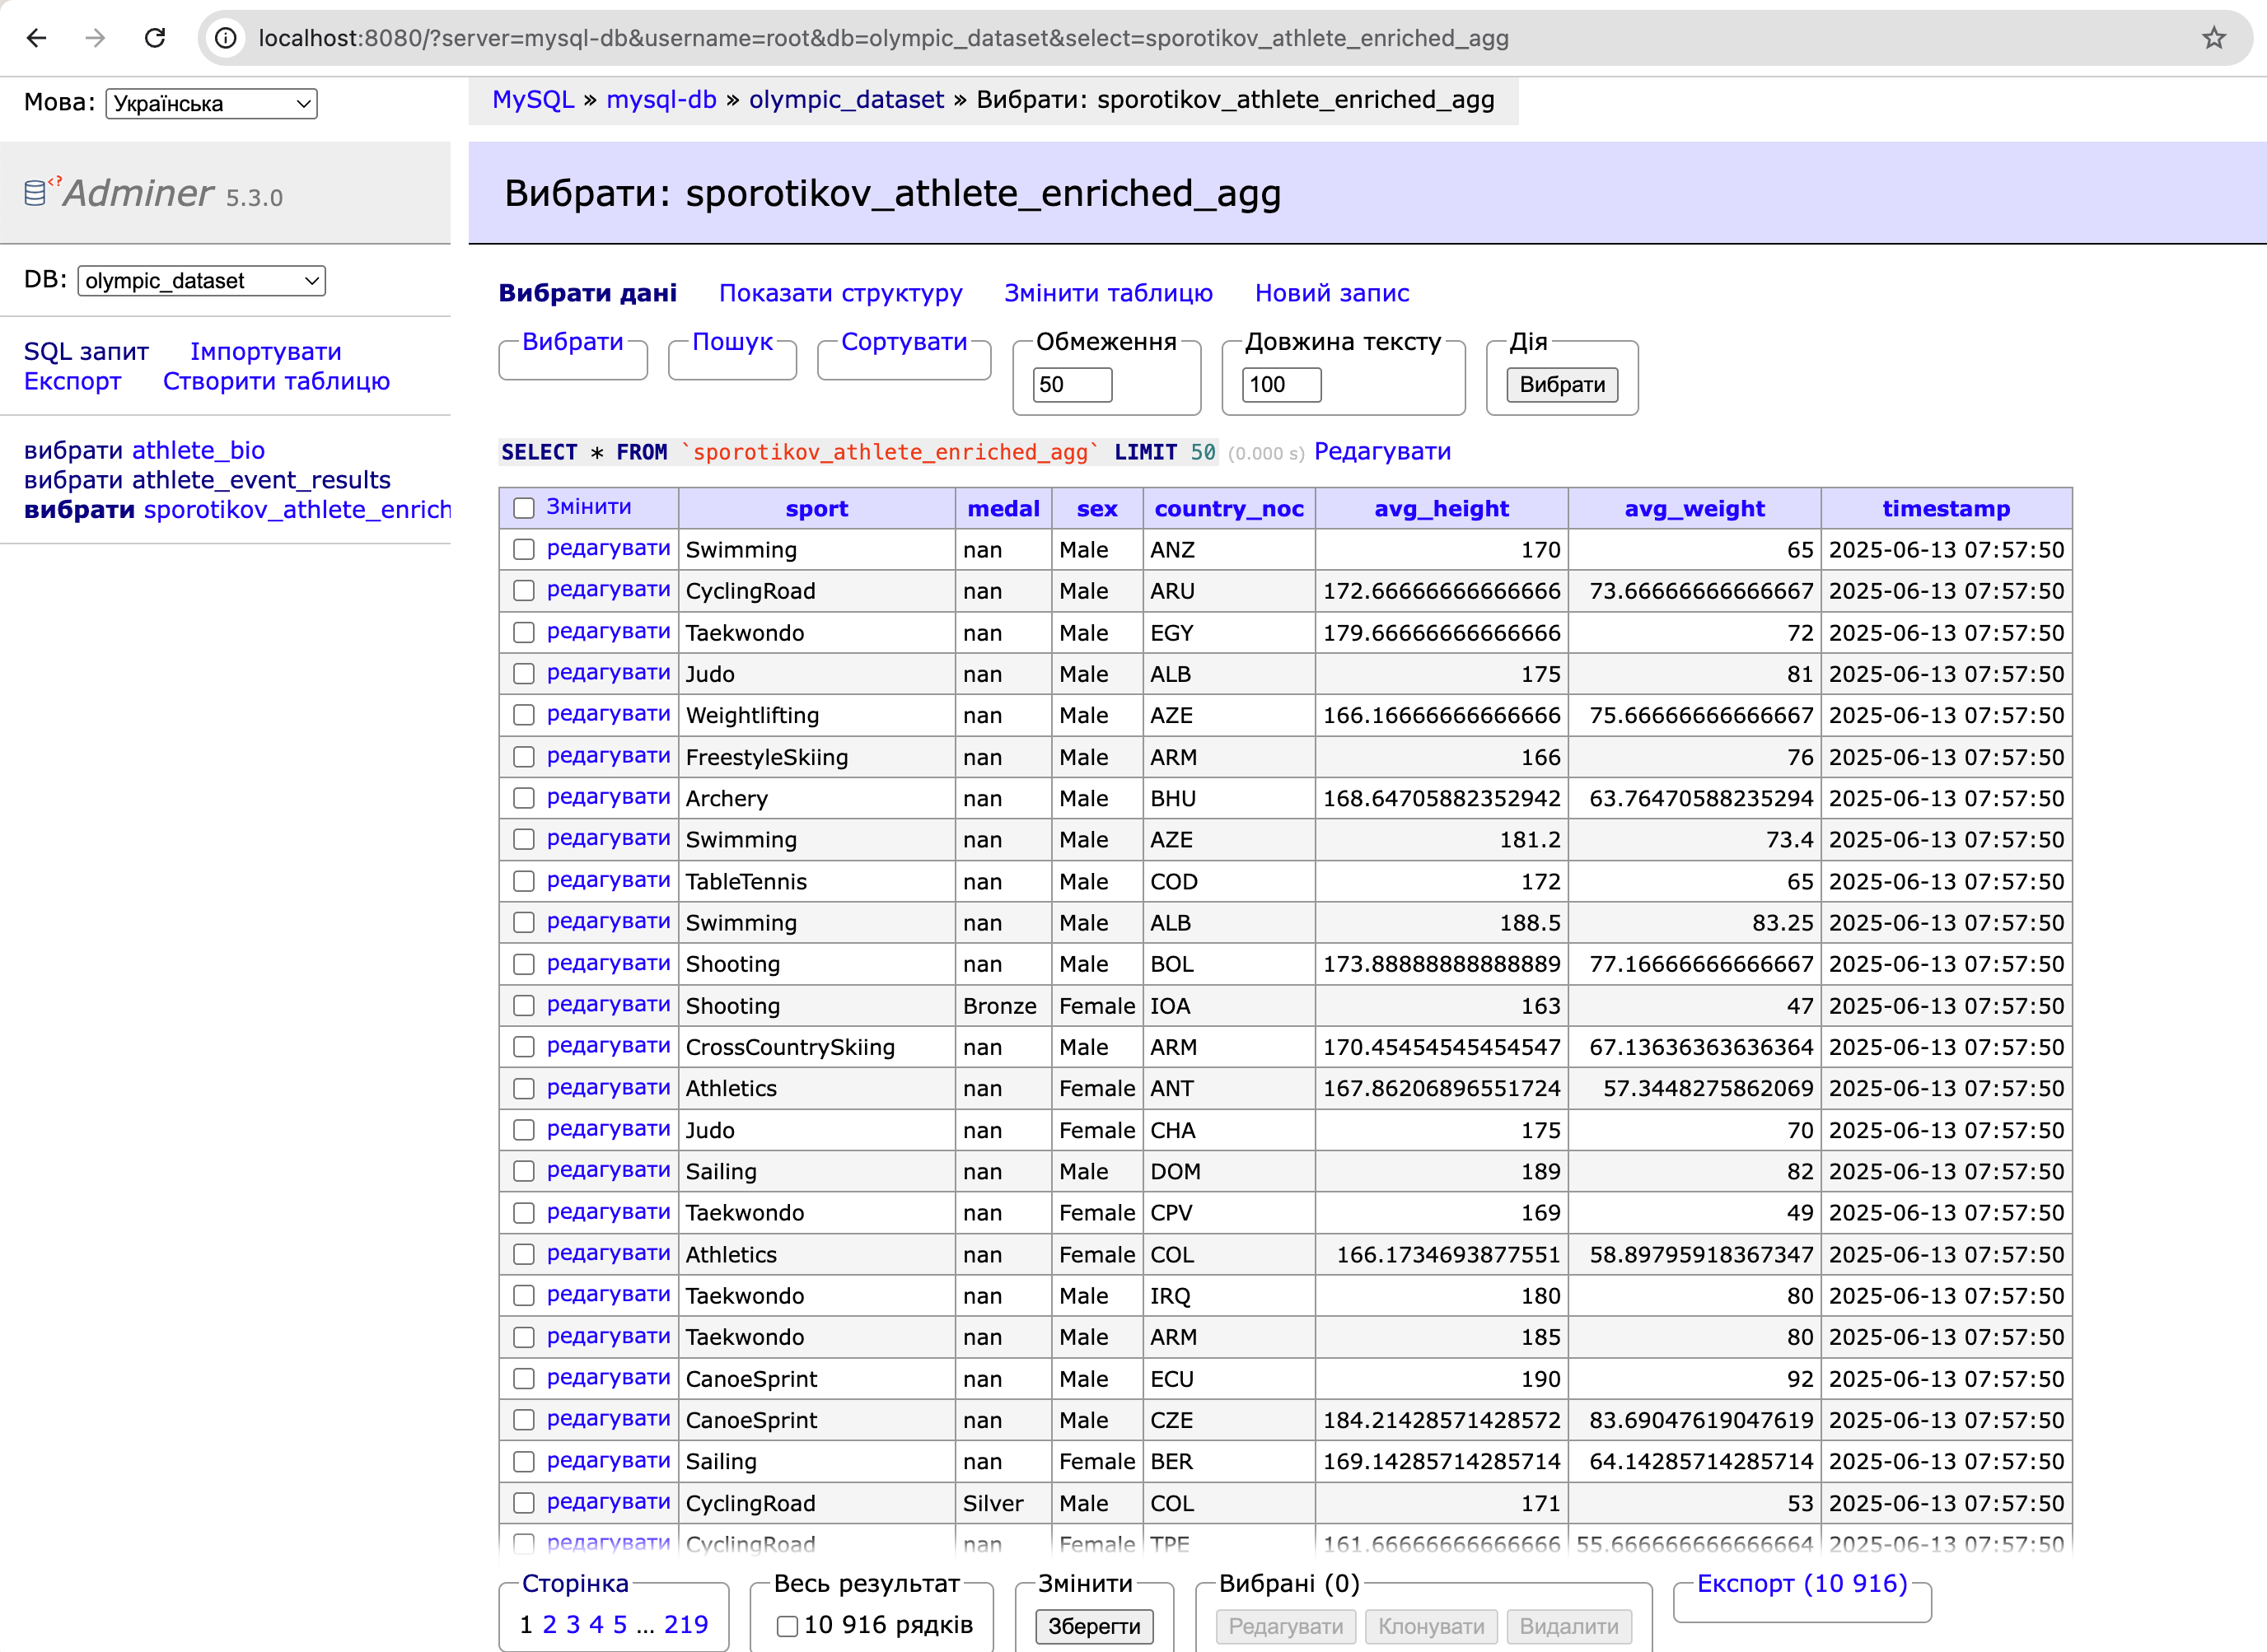 localhost:8080/?server=mysql-db&username=root&db=olympic_dataset&select=sporotikov_athlete_enriched_agg
Мова: Українська
MySQL » mysql-db » olympic_dataset » Вибрати: sporotikov_athlete_enriched_agg
Adminer 5.3.0
Вибрати: sporotikov_athlete_enriched_agg
DB: olympic_dataset
SQL запит Імпортувати
Експорт Створити таблицю
вибрати athlete_bio
вибрати athlete_event_results
вибрати sporotikov_athlete_enrich
Вибрати дані Показати структуру Змінити таблицю Новий запис
Вибрати Пошук Сортувати Обмеження Довжина тексту Дія
50 100 Вибрати
SELECT * FROM `sporotikov_athlete_enriched_agg` LIMIT 50 (0.000 s) Редагувати
Змінити sport medal sex country_noc avg_height avg_weight timestamp
редагувати Swimming nan Male ANZ 170 65 2025-06-13 07:57:50
редагувати CyclingRoad nan Male ARU 172.66666666666666 73.66666666666667 2025-06-13 07:57:50
редагувати Taekwondo nan Male EGY 179.66666666666666 72 2025-06-13 07:57:50
редагувати Judo nan Male ALB 175 81 2025-06-13 07:57:50
редагувати Weightlifting nan Male AZE 166.16666666666666 75.66666666666667 2025-06-13 07:57:50
редагувати FreestyleSkiing nan Male ARM 166 76 2025-06-13 07:57:50
редагувати Archery nan Male BHU 168.64705882352942 63.76470588235294 2025-06-13 07:57:50
редагувати Swimming nan Male AZE 181.2 73.4 2025-06-13 07:57:50
редагувати TableTennis nan Male COD 172 65 2025-06-13 07:57:50
редагувати Swimming nan Male ALB 188.5 83.25 2025-06-13 07:57:50
редагувати Shooting nan Male BOL 173.88888888888889 77.16666666666667 2025-06-13 07:57:50
редагувати Shooting Bronze Female IOA 163 47 2025-06-13 07:57:50
редагувати CrossCountrySkiing nan Male ARM 170.45454545454547 67.13636363636364 2025-06-13 07:57:50
редагувати Athletics nan Female ANT 167.86206896551724 57.3448275862069 2025-06-13 07:57:50
редагувати Judo nan Female CHA 175 70 2025-06-13 07:57:50
редагувати Sailing nan Male DOM 189 82 2025-06-13 07:57:50
редагувати Taekwondo nan Female CPV 169 49 2025-06-13 07:57:50
редагувати Athletics nan Female COL 166.1734693877551 58.89795918367347 2025-06-13 07:57:50
редагувати Taekwondo nan Male IRQ 180 80 2025-06-13 07:57:50
редагувати Taekwondo nan Male ARM 185 80 2025-06-13 07:57:50
редагувати CanoeSprint nan Male ECU 190 92 2025-06-13 07:57:50
редагувати CanoeSprint nan Male CZE 184.21428571428572 83.69047619047619 2025-06-13 07:57:50
редагувати Sailing nan Female BER 169.14285714285714 64.14285714285714 2025-06-13 07:57:50
редагувати CyclingRoad Silver Male COL 171 53 2025-06-13 07:57:50
редагувати CyclingRoad nan Female TPE 161.66666666666666 55.666666666666664 2025-06-13 07:57:50
Сторінка Весь результат Змінити Вибрані (0) Експорт (10 916)
1 2 3 4 5 ... 219 10 916 рядків Зберегти Редагувати Клонувати Видалити